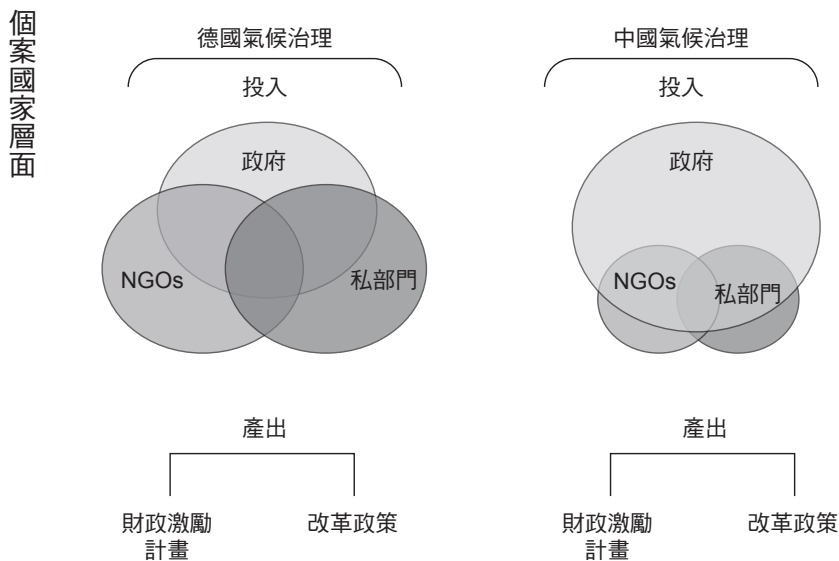 個案國家層面
德國氣候治理
投入
政府
NGOs
私部門
產出
財政激勵
計畫
改革政策
中國氣候治理
投入
政府
NGOs
私部門
產出
財政激勵
計畫
改革政策